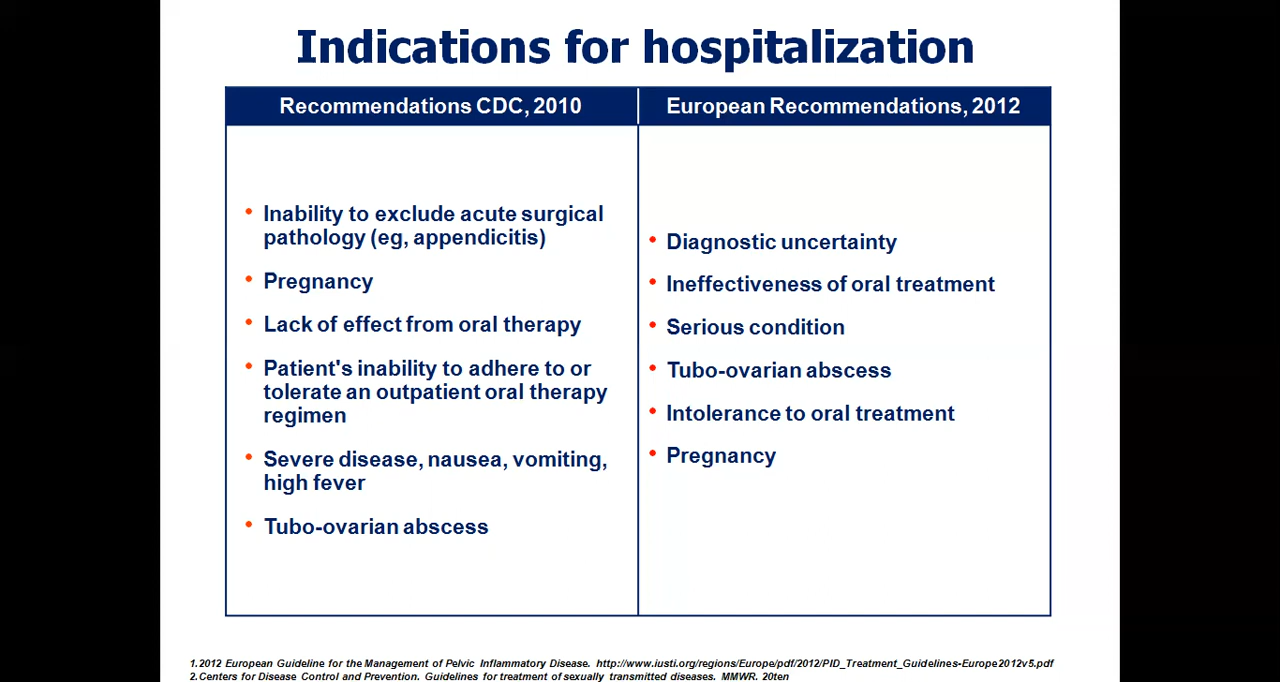 Indications for hospitalization
Recommendations CDC, 2010
European Recommendations, 2012
• Inability to exclude acute surgical
pathology (eg, appendicitis)
• Pregnancy
• Lack of effect from oral therapy
• Patient's inability to adhere to or
tolerate an outpatient oral therapy
regimen
• Severe disease, nausea, vomiting,
high fever
• Tubo-ovarian abscess
• Diagnostic uncertainty
• Ineffectiveness of oral treatment
• Serious condition
• Tubo-ovarian abscess
• Intolerance to oral treatment
• Pregnancy
1.2012 European Guideline for the Management of Pelvic Inflammatory Disease. http://www.iusti.org/regions/Europe/pdf/2012/PID_Treatment_Guidelines-Europe2012v5.pdf
2.Centers for Disease Control and Prevention. Guidelines for treatment of sexually transmitted diseases. MMWR. 20ten